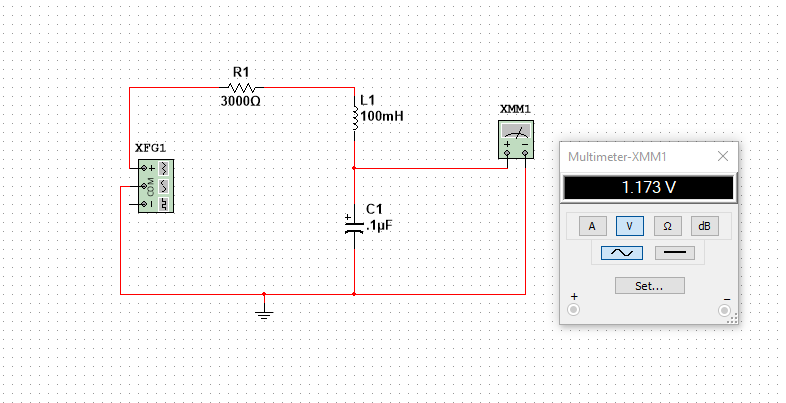 R1
3000Ω
L1
100mH
XMM1
+ −
XFG1
+
COM
−
C1
+
.1µF
Multimeter-XMM1
1.173 V
A V Ω dB
Set...
+ −